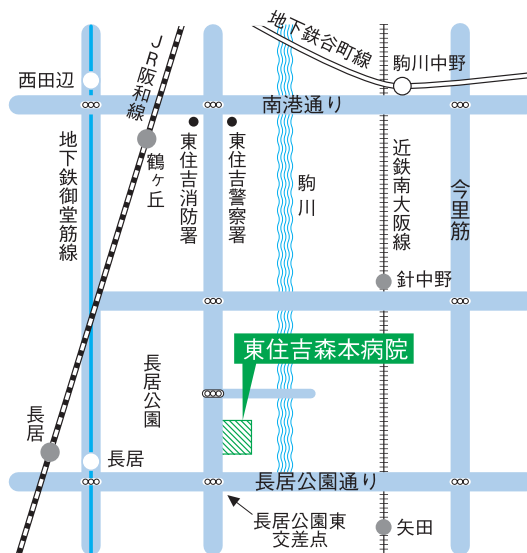 地下鉄谷町線
JR阪和線
駒川中野
西田辺
南港通り
地下鉄御堂筋線
鶴ヶ丘
東住吉消防署
東住吉警察署
駒川
近鉄南大阪線
今里筋
針中野
東住吉森本病院
長居公園
長居
長居
長居公園通り
長居公園東
交差点
矢田